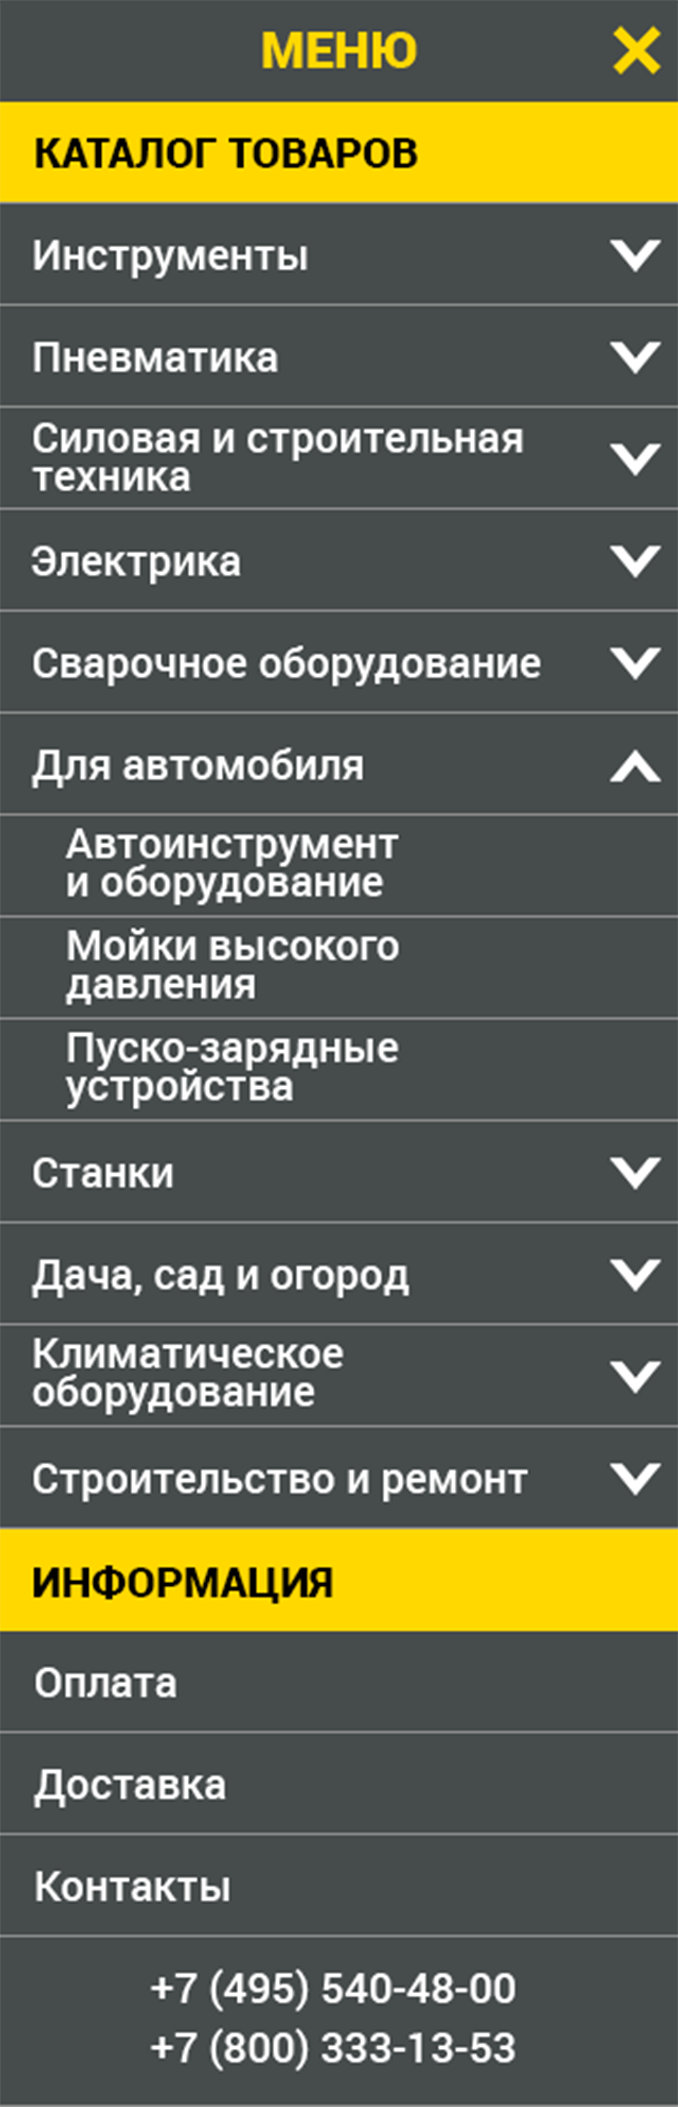 МЕНЮ
КАТАЛОГ ТОВАРОВ
Инструменты
Пневматика
Силовая и строительная
техника
Электрика
Сварочное оборудование
Для автомобиля
Автоинструмент
и оборудование
Мойки высокого
давления
Пуско-зарядные
устройства
Станки
Дача, сад и огород
Климатическое
оборудование
Строительство и ремонт
ИНФОРМАЦИЯ
Оплата
Доставка
Контакты
+7 (495) 540-48-00
+7 (800) 333-13-53